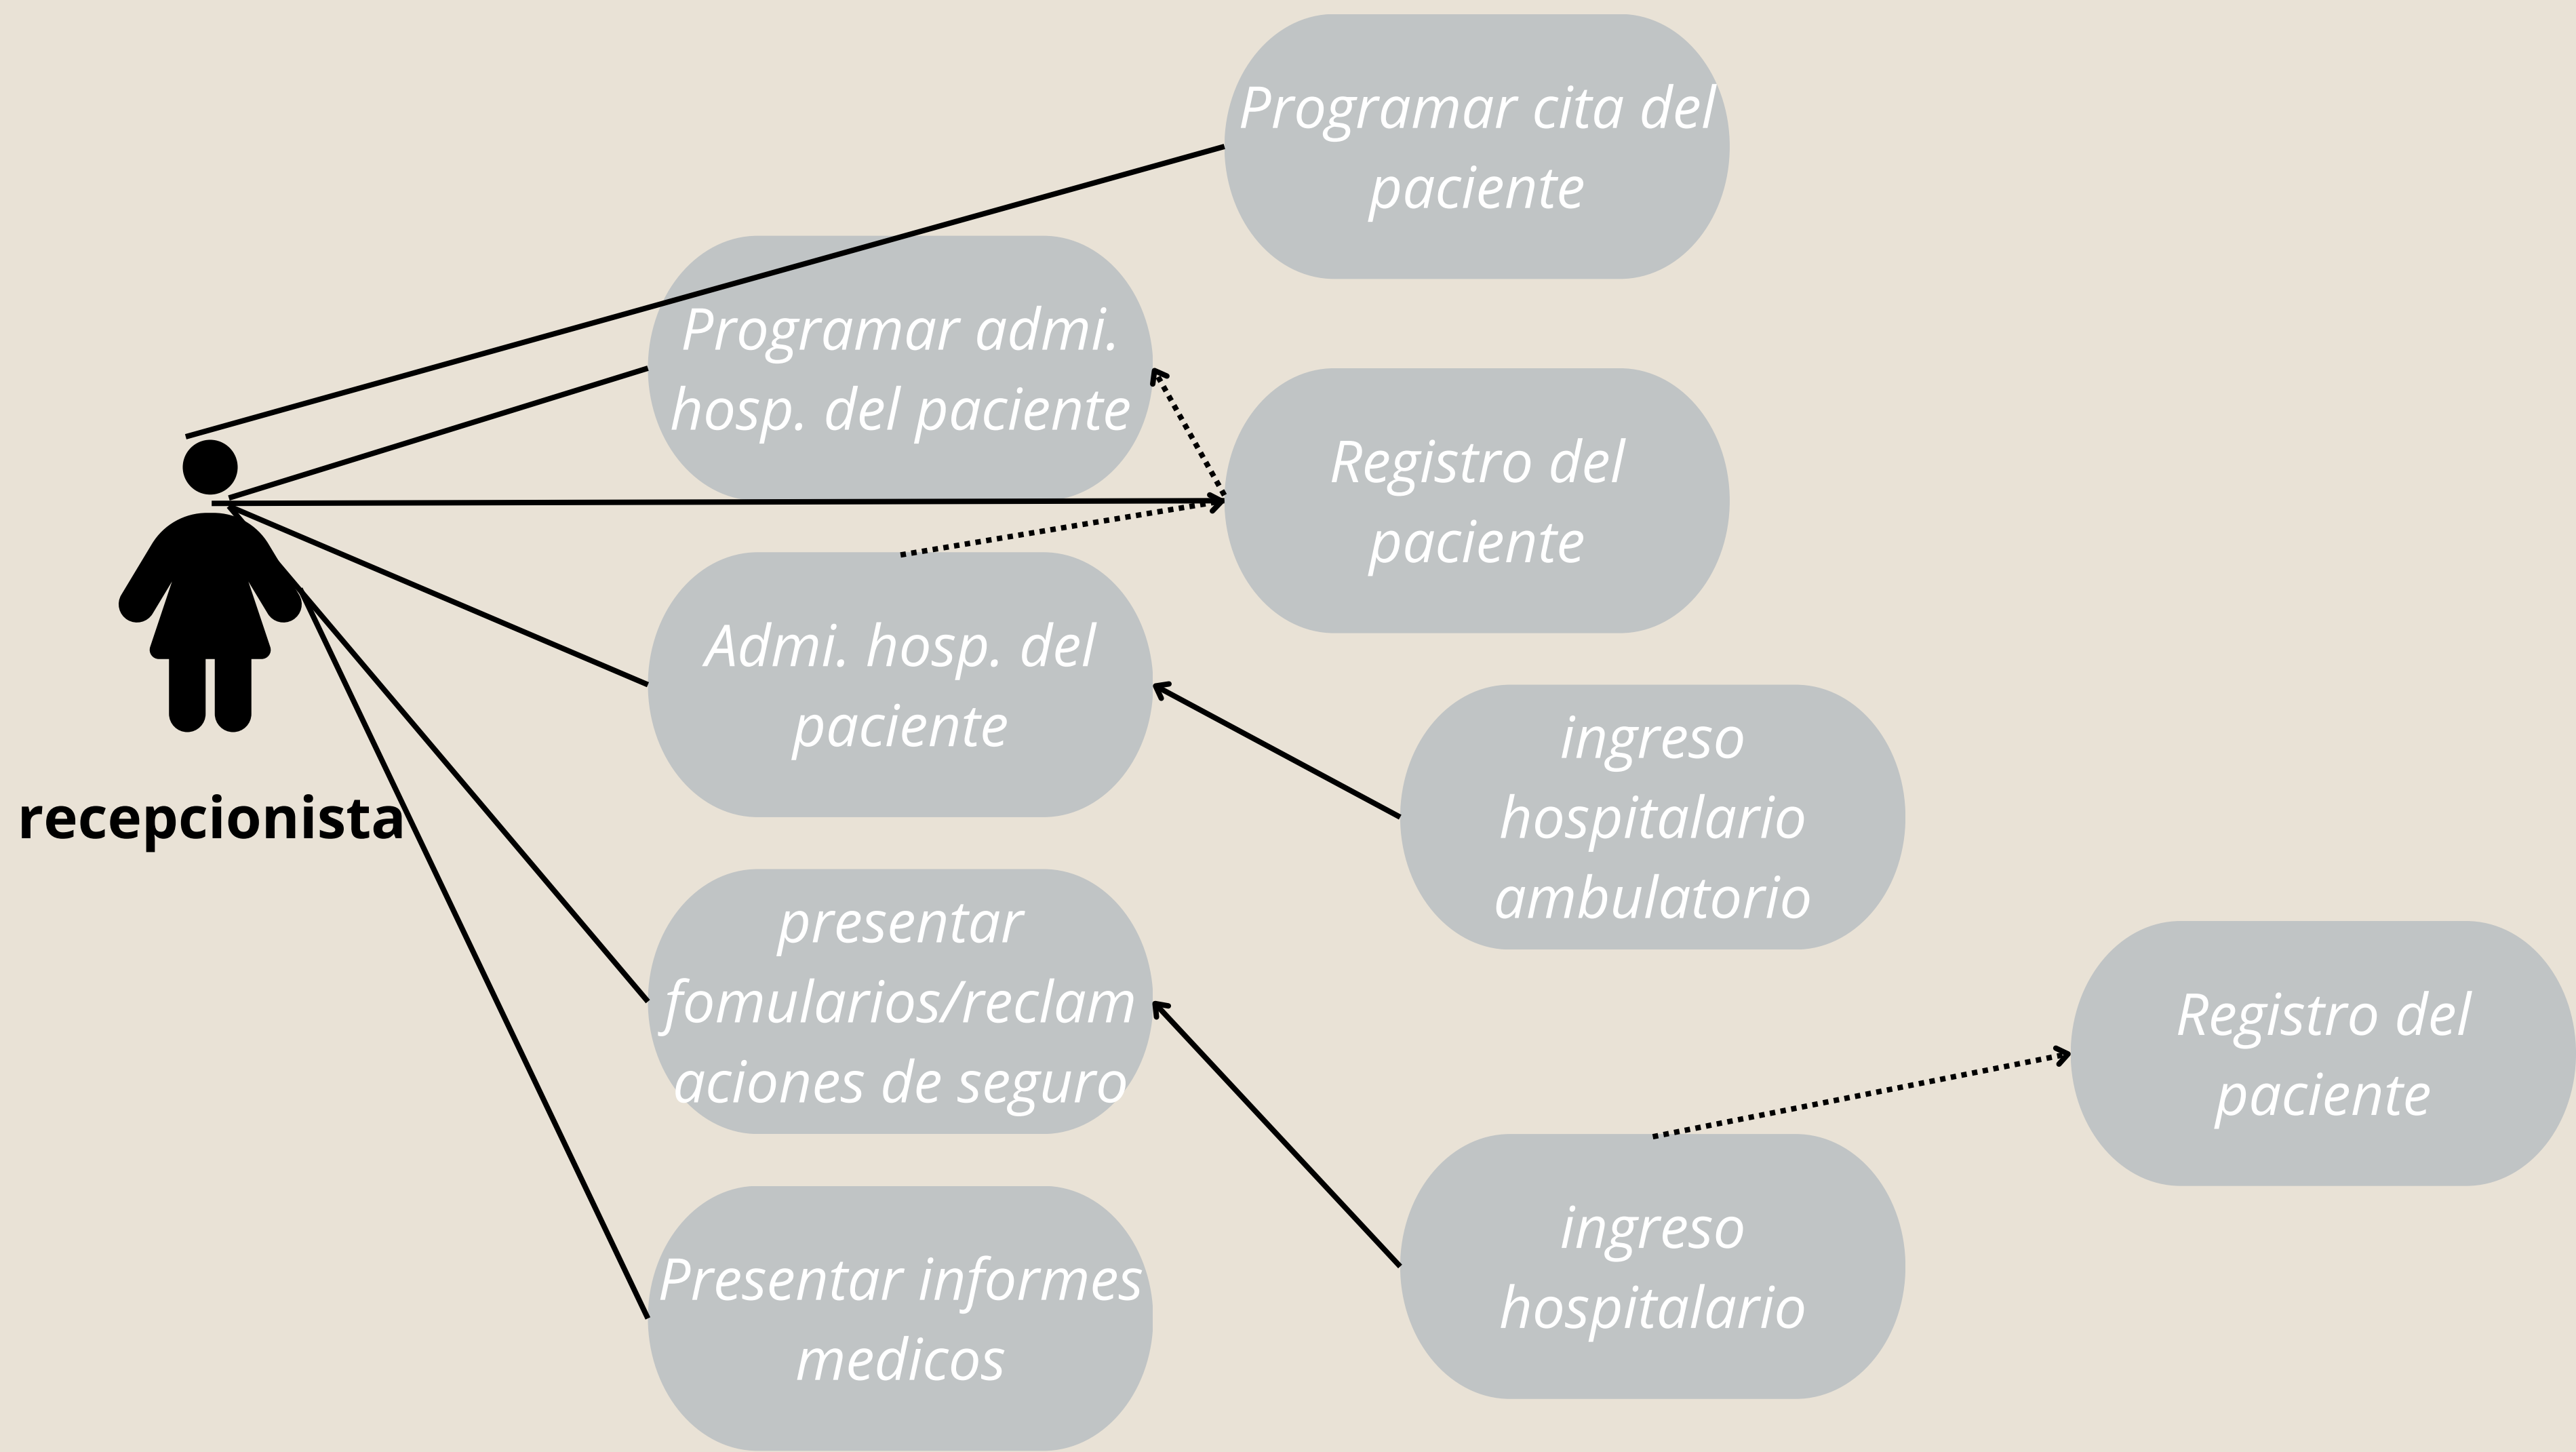 Programar cita del
paciente
Programar admi.
hosp. del paciente
Registro del
paciente
Admi. hosp. del
paciente
recepcionista
ingreso
hospitalario
ambulatorio
presentar
fomularios/reclam
aciones de seguro
Registro del
paciente
Presentar informes
medicos
ingreso
hospitalario